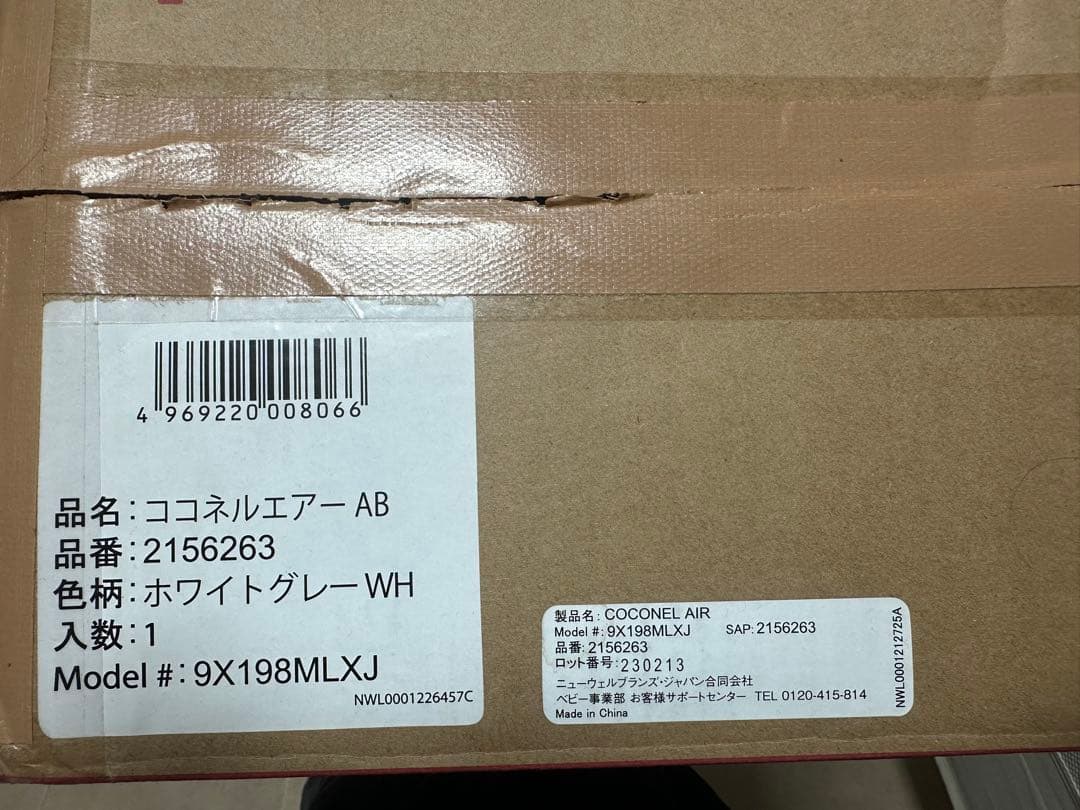 4 969220 008066
品名:ココネルエアー AB
品番:2156263
色柄:ホワイトグレー WH
入数:1
Model #:9X198MLXJ
NWL0001226457C
製品名: COCONEL AIR
Model #: 9X198MLXJ SAP: 2156263
品番: 2156263
ロット番号:230213
ニューウェルブランズ・ジャパン合同会社
ベビー事業部 お客様サポートセンター TEL 0120-415-814
Made in China
NWL0001212725A